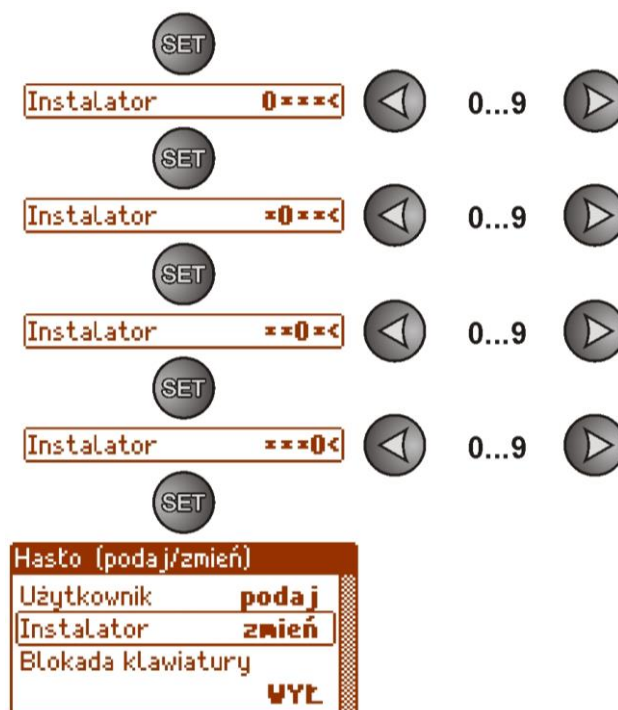 SET
Instalator 0***< 0...9
SET
Instalator *0**< 0...9
SET
Instalator **0*< 0...9
SET
Instalator ***0< 0...9
SET
Hasło (podaj/zmień)
Użytkownik podaj
Instalator zmień
Blokada klawiatury
WYŁ